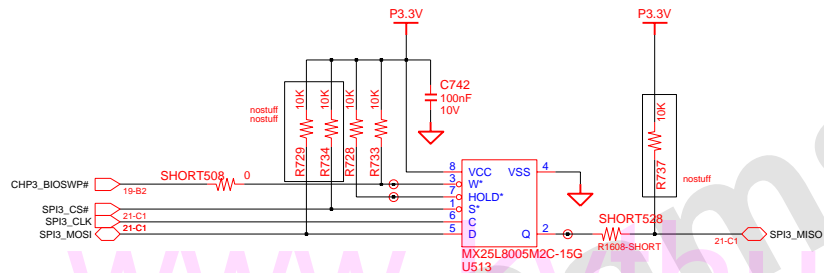 P3.3V
P3.3V
C742
100nF
10V
nostuff
nostuff
10K
10K
10K
10K
10K
R729
R734
R728
R733
R737
nostuff
SHORT508
0
CHP3_BIOSWP#
19-B2
SPI3_CS#
21-C1
SPI3_CLK
21-C1
SPI3_MOSI
8
VCC
VSS
4
3
W*
7
HOLD*
1
S*
6
C
5
D
Q
2
SHORT528
R1608-SHORT
21-C1
SPI3_MISO
MX25L8005M2C-15G
U513